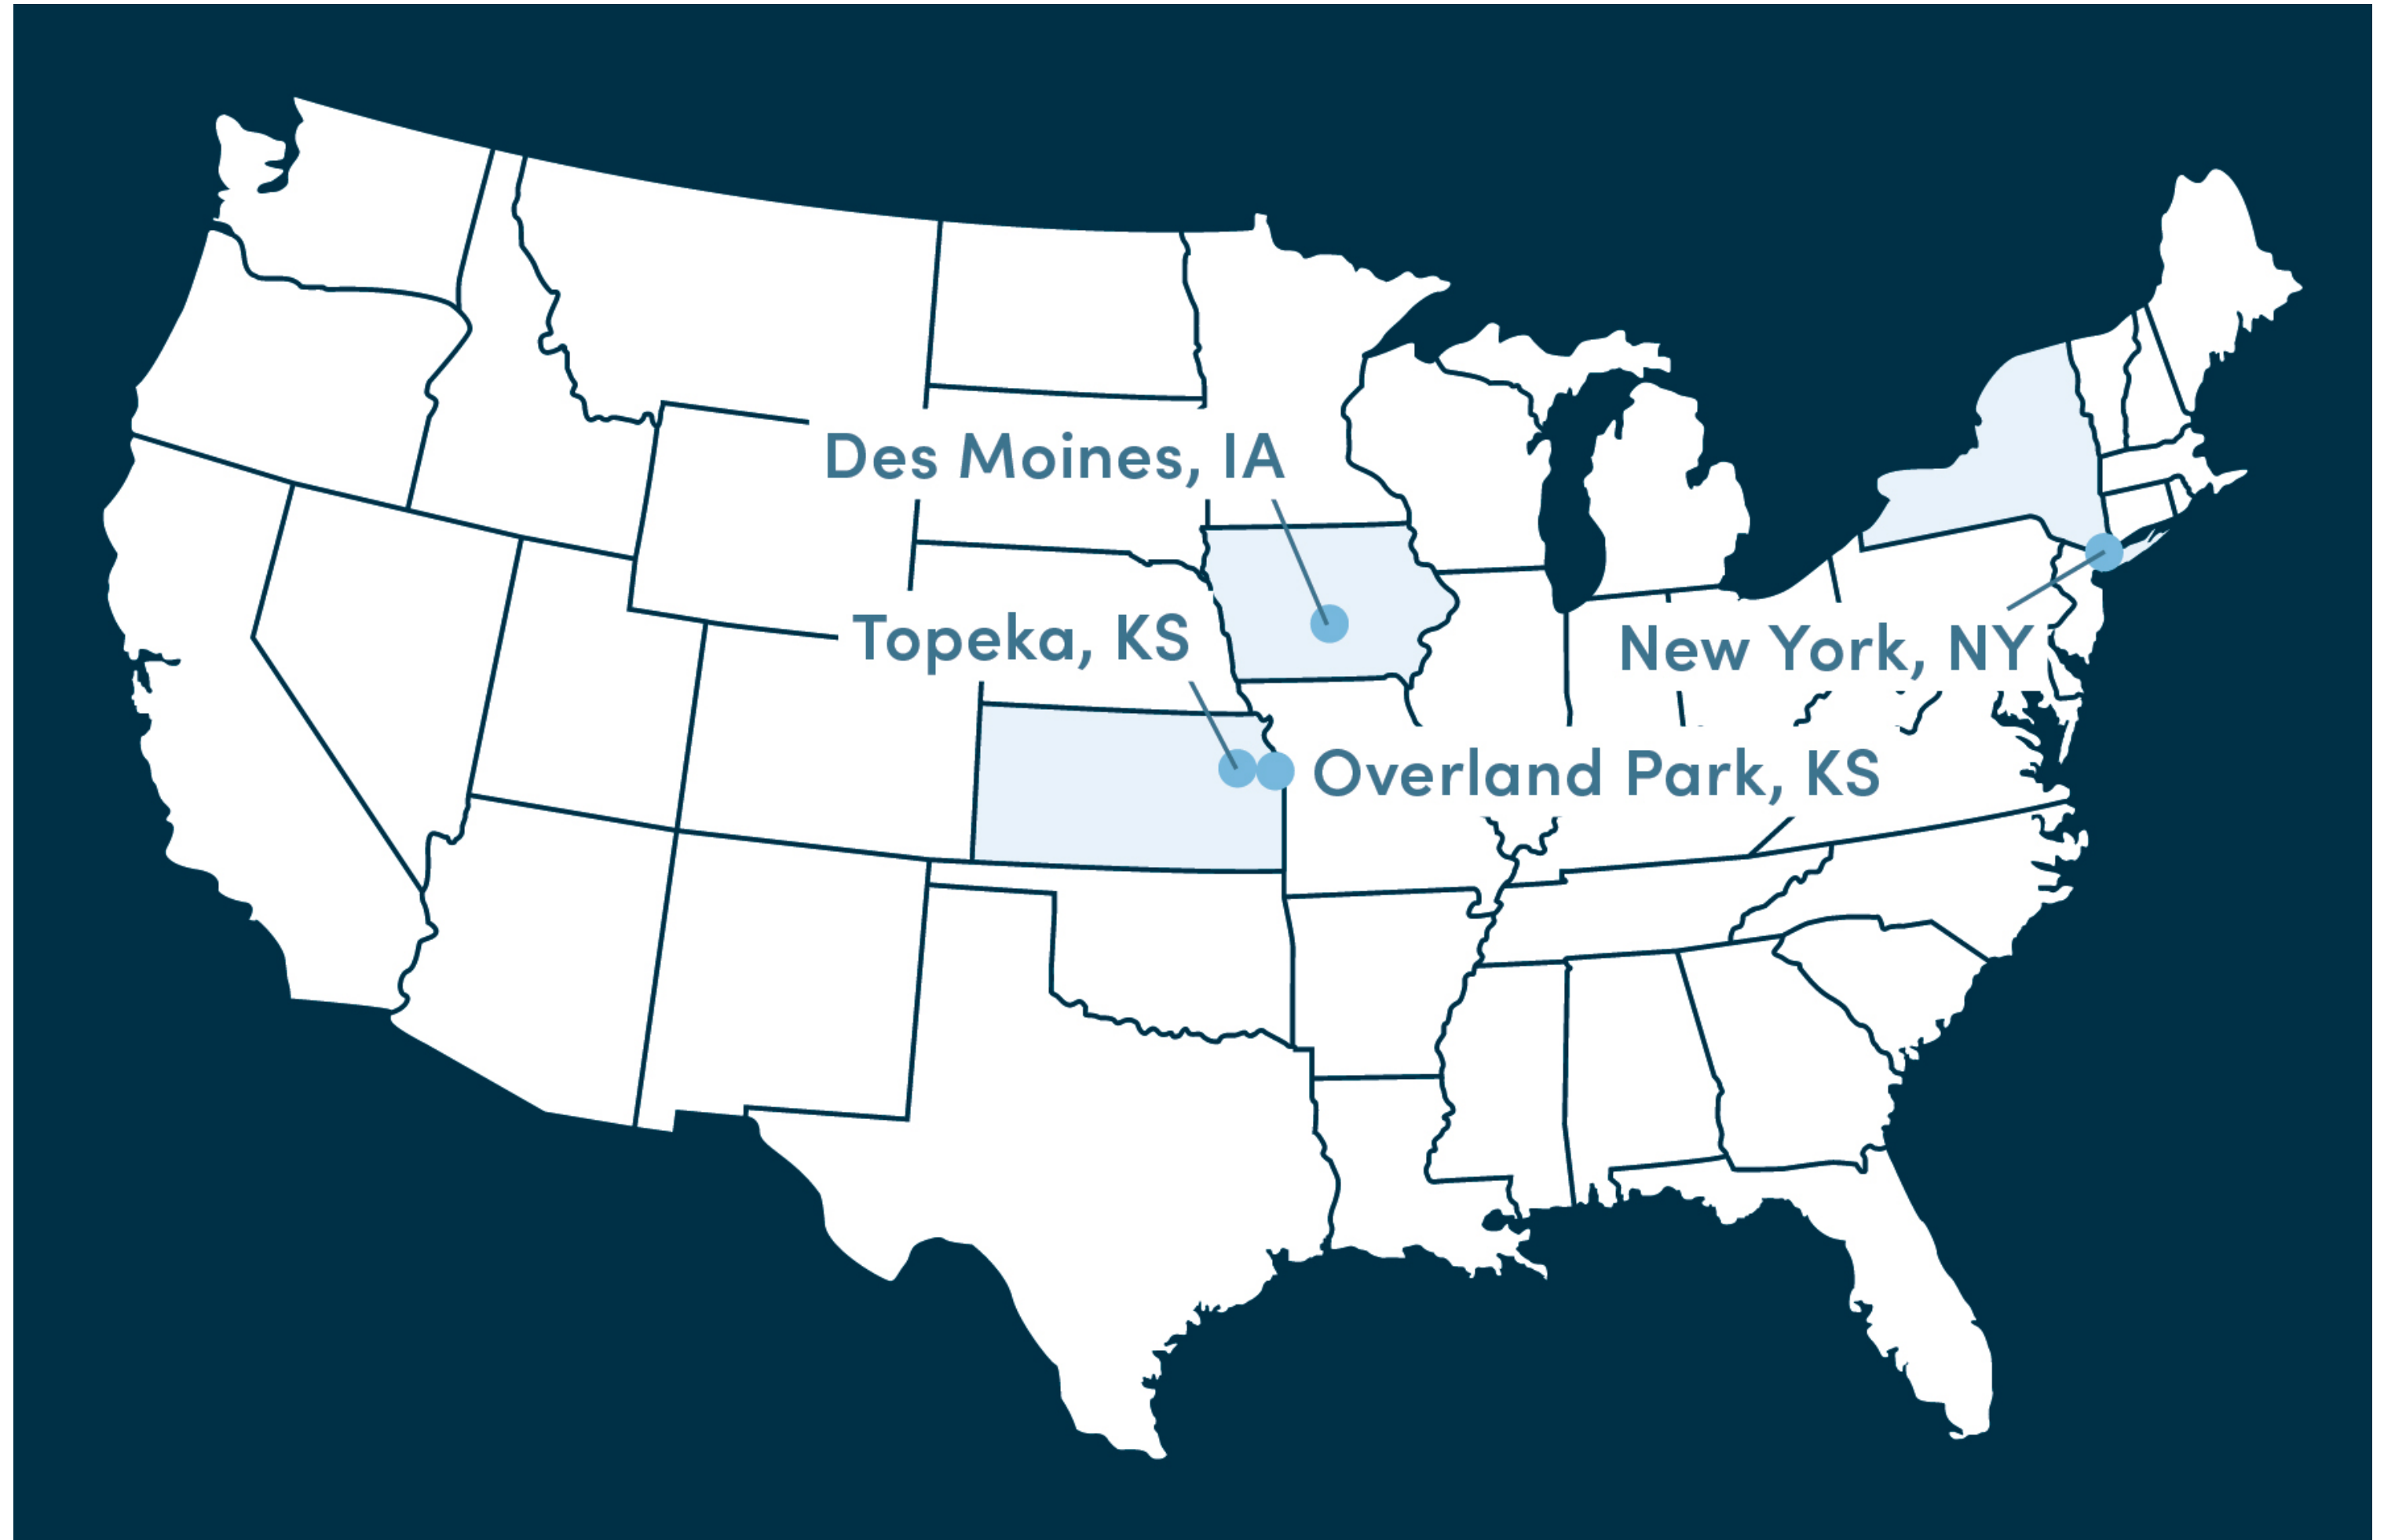 Des Moines, IA
Topeka, KS
New York, NY
Overland Park, KS